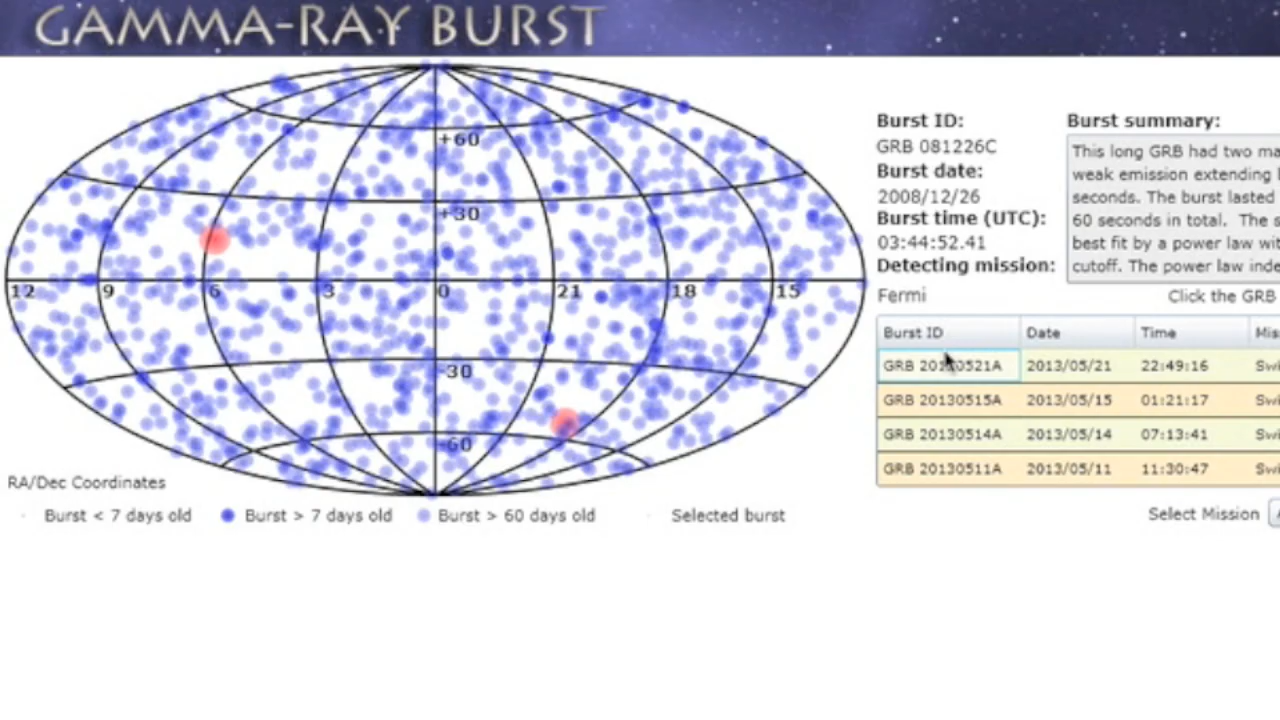 GAMMA-RAY BURST
+60
+30
12 9 6 3 0 21 18 15
-30
-60
RA/Dec Coordinates
Burst < 7 days old Burst > 7 days old Burst > 60 days old Selected burst
Burst ID:
GRB 081226C
Burst date:
2008/12/26
Burst time (UTC):
03:44:52.41
Detecting mission:
Fermi
Burst summary:
This long GRB had two
weak emission extending
seconds. The burst lasted
60 seconds in total. The
best fit by a power law
cutoff. The power law
Click the GRB
Burst ID Date Time
GRB 20130521A 2013/05/21 22:49:16
GRB 20130515A 2013/05/15 01:21:17
GRB 20130514A 2013/05/14 07:13:41
GRB 20130511A 2013/05/11 11:30:47
Select Mission